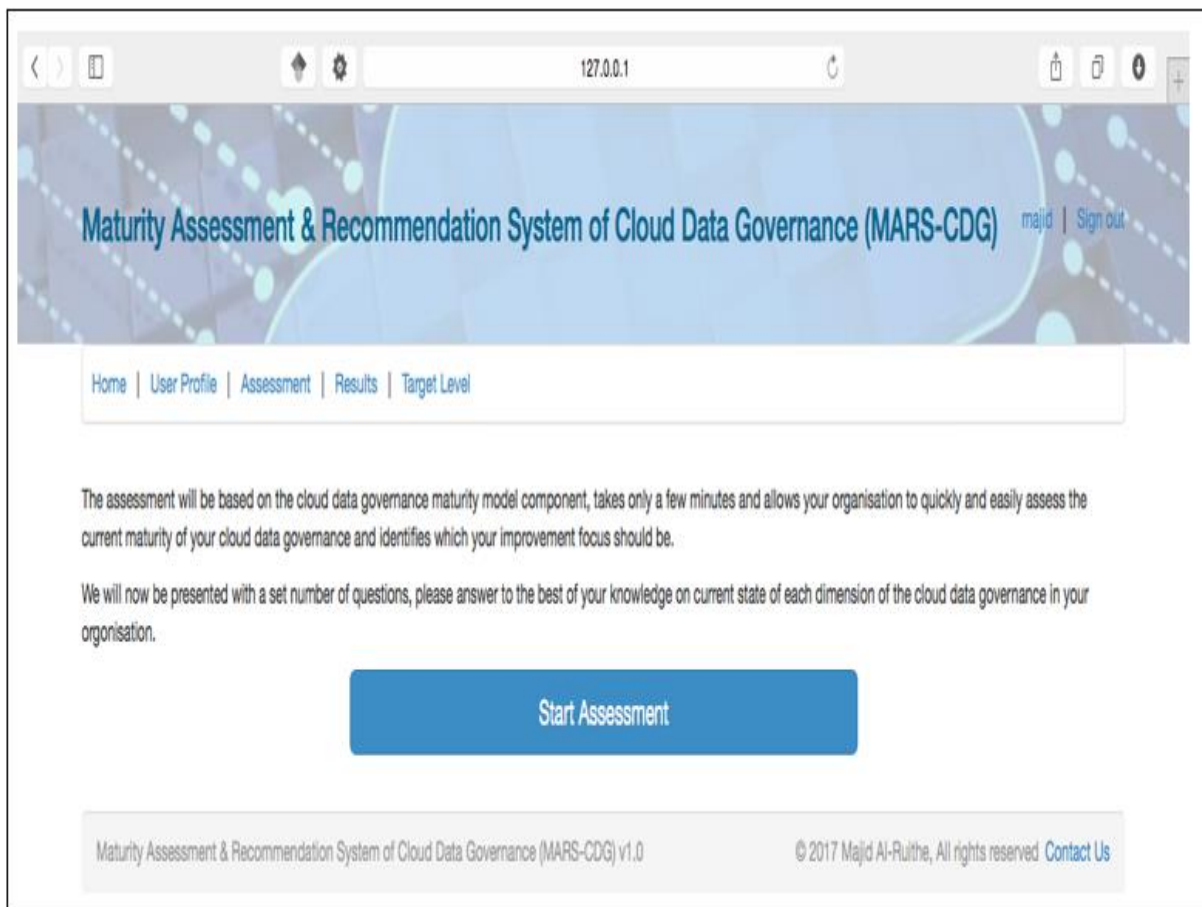 127.0.0.1
Maturity Assessment & Recommendation System of Cloud Data Governance (MARS-CDG)
majid | Sign out
Home | User Profile | Assessment | Results | Target Level
The assessment will be based on the cloud data governance maturity model component, takes only a few minutes and allows your organisation to quickly and easily assess the
current maturity of your cloud data governance and identifies which your improvement focus should be.
We will now be presented with a set number of questions, please answer to the best of your knowledge on current state of each dimension of the cloud data governance in your
orgonisation.
Start Assessment
Maturity Assessment & Recommendation System of Cloud Data Governance (MARS-CDG) v1.0
© 2017 Majid Al-Ruithe, All rights reserved Contact Us